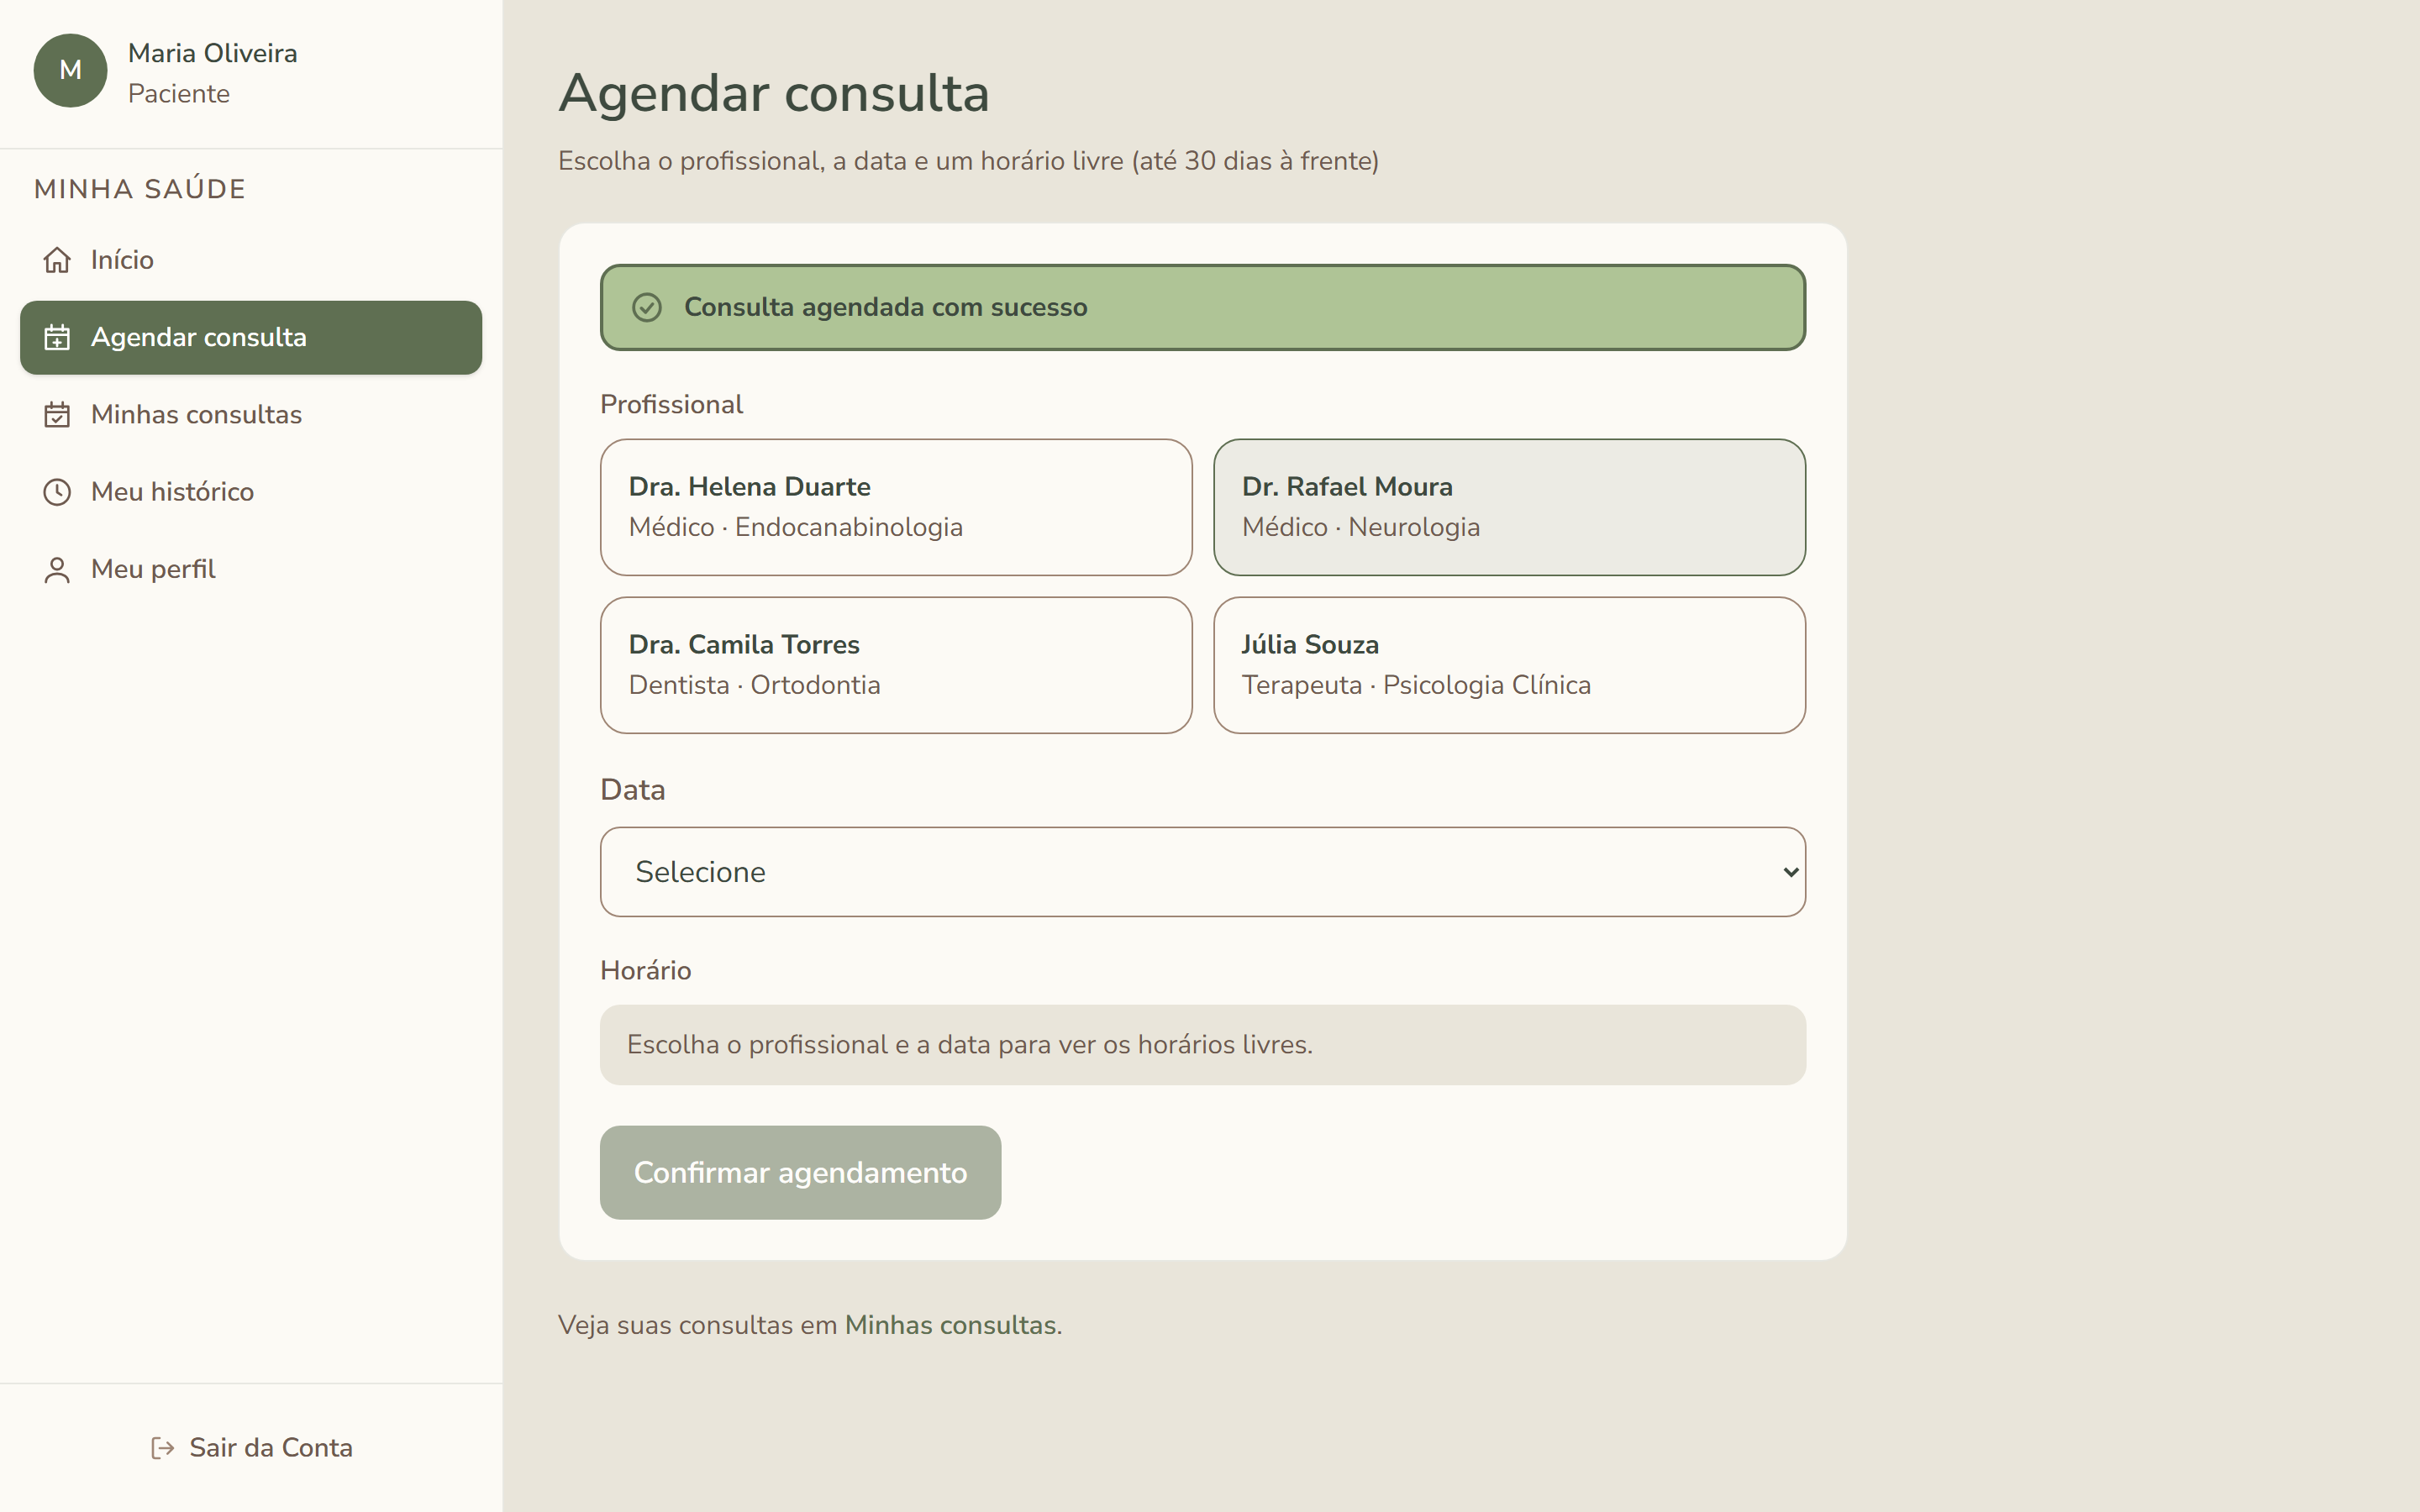 M
Maria Oliveira
Paciente
MINHA SAÚDE
Início
Agendar consulta
Minhas consultas
Meu histórico
Meu perfil
Sair da Conta
Agendar consulta
Escolha o profissional, a data e um horário livre (até 30 dias à frente)
Consulta agendada com sucesso
Profissional
Dra. Helena Duarte
Médico · Endocanabinologia
Dr. Rafael Moura
Médico · Neurologia
Dra. Camila Torres
Dentista · Ortodontia
Júlia Souza
Terapeuta · Psicologia Clínica
Data
Selecione
Horário
Escolha o profissional e a data para ver os horários livres.
Confirmar agendamento
Veja suas consultas em Minhas consultas.